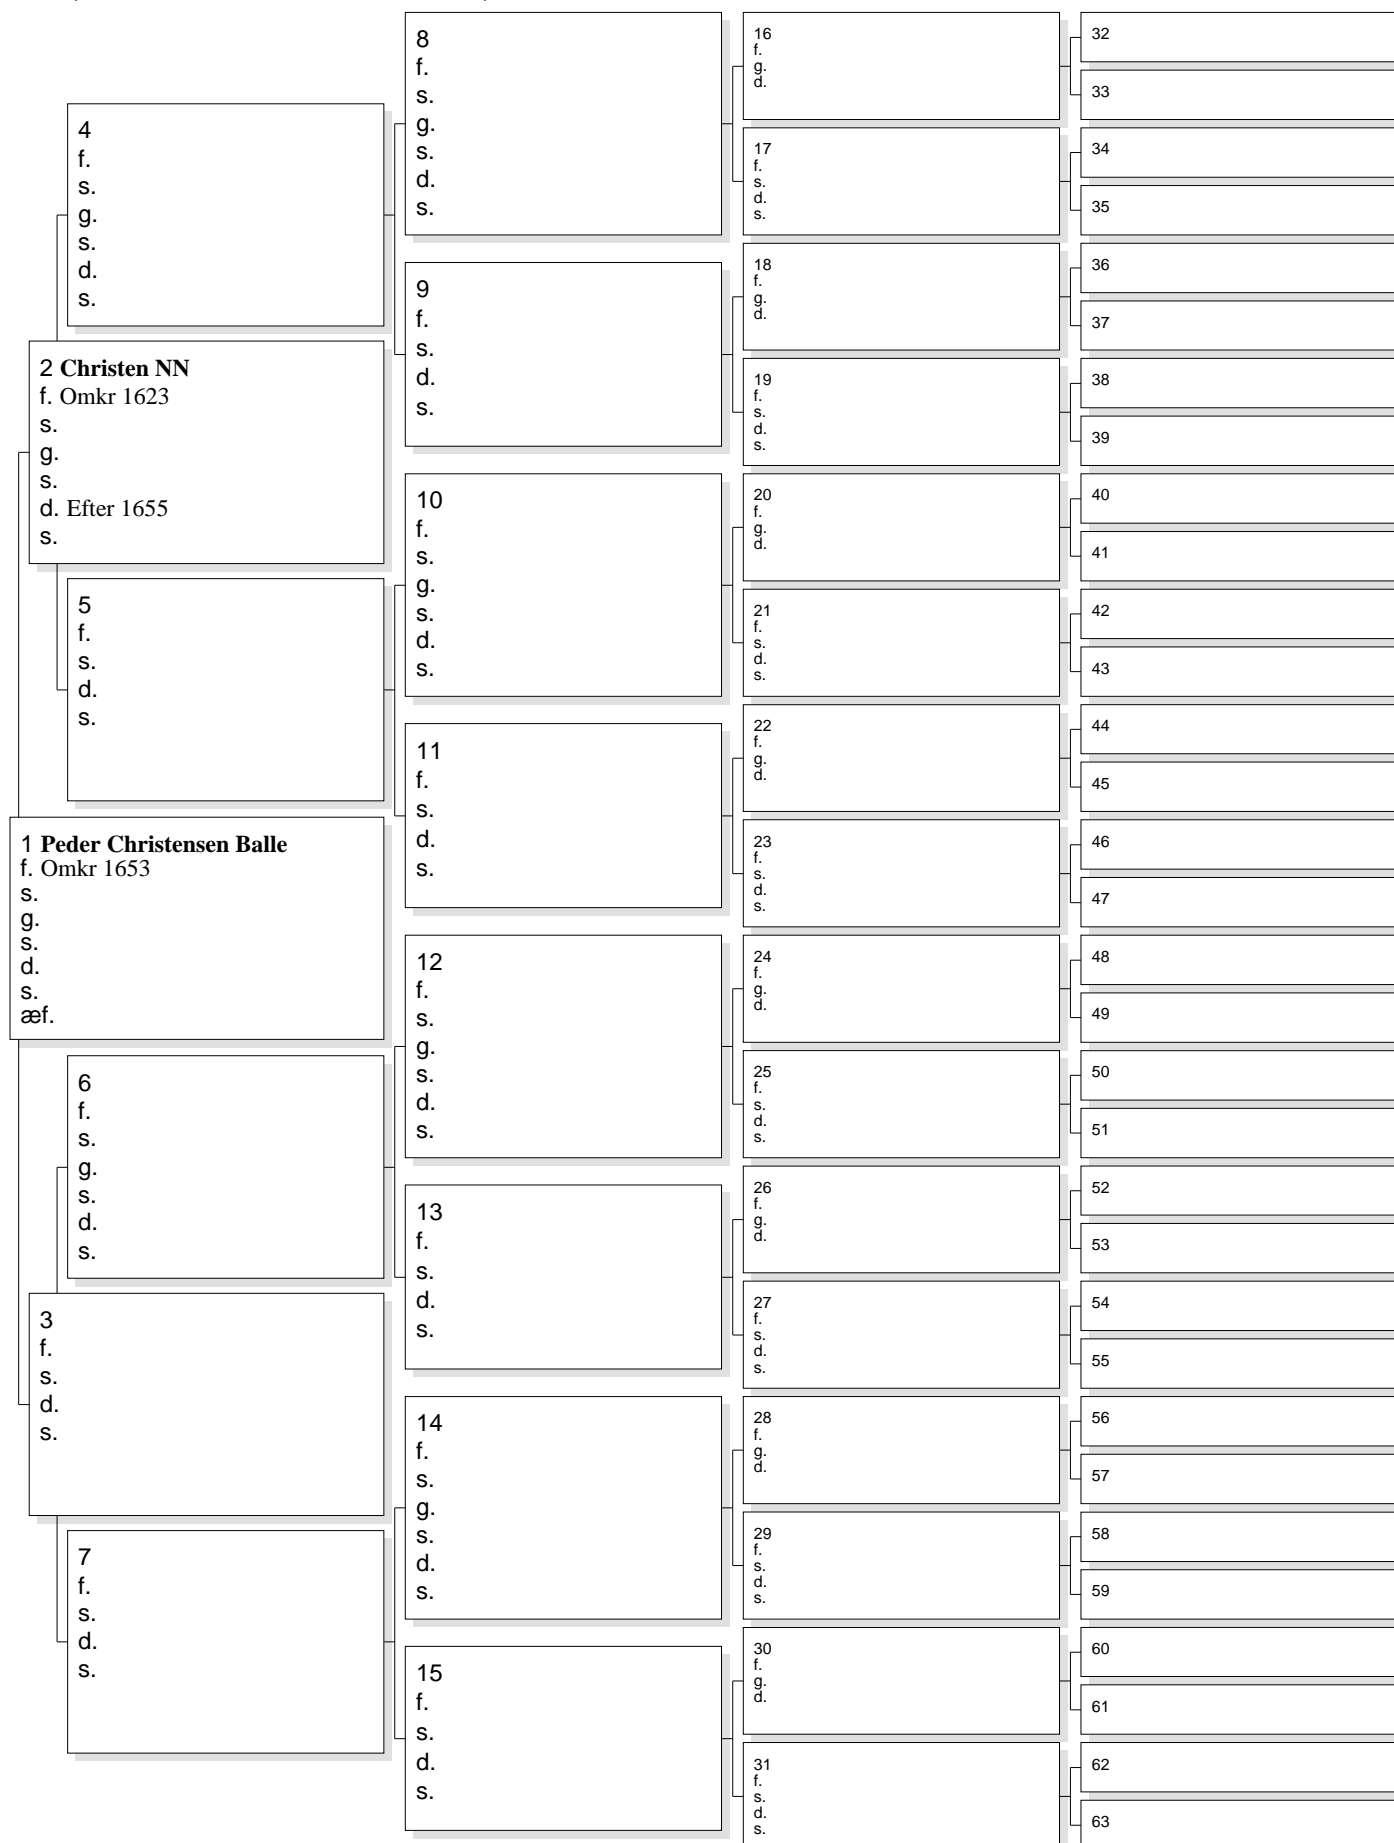 8
f.
s.
g.
s.
d.
s.
16
f.
g.
d.
32
33
4
f.
s.
g.
s.
d.
s.
17
f.
s.
d.
s.
34
35
9
f.
s.
d.
s.
18
f.
g.
d.
36
37
2 Christen NN
f. Omkr 1623
s.
g.
s.
d. Efter 1655
s.
19
f.
s.
d.
s.
38
39
10
f.
s.
g.
s.
d.
s.
20
f.
g.
d.
40
41
5
f.
s.
d.
s.
21
f.
s.
d.
s.
42
43
11
f.
s.
d.
s.
22
f.
g.
d.
44
45
1 Peder Christensen Balle
f. Omkr 1653
s.
g.
s.
d.
s.
æf.
23
f.
s.
d.
s.
46
47
12
f.
s.
g.
s.
d.
s.
24
f.
g.
d.
48
49
6
f.
s.
g.
s.
d.
s.
25
f.
s.
d.
s.
50
51
13
f.
s.
d.
s.
26
f.
g.
d.
52
53
3
f.
s.
d.
s.
27
f.
s.
d.
s.
54
55
14
f.
s.
g.
s.
d.
s.
28
f.
g.
d.
56
57
7
f.
s.
d.
s.
29
f.
s.
d.
s.
58
59
15
f.
s.
d.
s.
30
f.
g.
d.
60
61
31
f.
s.
d.
s.
62
63